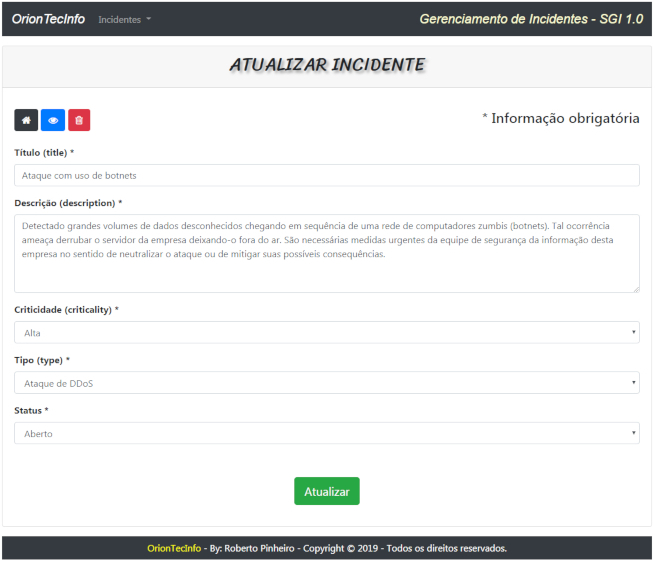 OrionTecInfo Incidentes Gerenciamento de Incidentes - SGI 1.0
ATUALIZAR INCIDENTE
* Informação obrigatória
Título (title) *
Ataque com uso de botnets
Descrição (description) *
Detectado grandes volumes de dados desconhecidos chegando em sequência de uma rede de computadores zumbis (botnets). Tal ocorrência
ameaça derrubar o servidor da empresa deixando-o fora do ar. São necessárias medidas urgentes da equipe de segurança da informação desta
empresa no sentido de neutralizar o ataque ou de mitigar suas possíveis consequências.
Criticidade (criticality) *
Alta
Tipo (type) *
Ataque de DDoS
Status *
Aberto
Atualizar
OrionTecInfo - By: Roberto Pinheiro - Copyright © 2019 - Todos os direitos reservados.